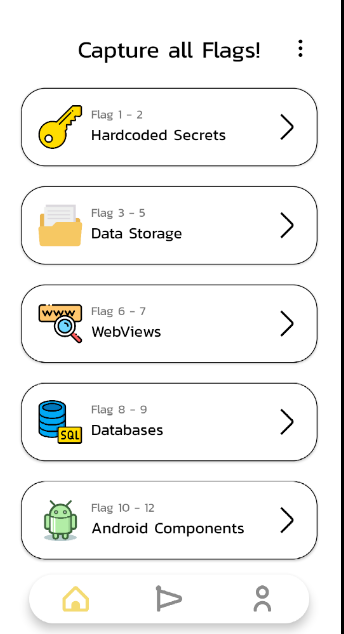 Capture all Flags!
Flag 1 - 2
Hardcoded Secrets
Flag 3 - 5
Data Storage
www
Flag 6 - 7
WebViews
Flag 8 - 9
Databases
SQL
Flag 10 - 12
Android Components